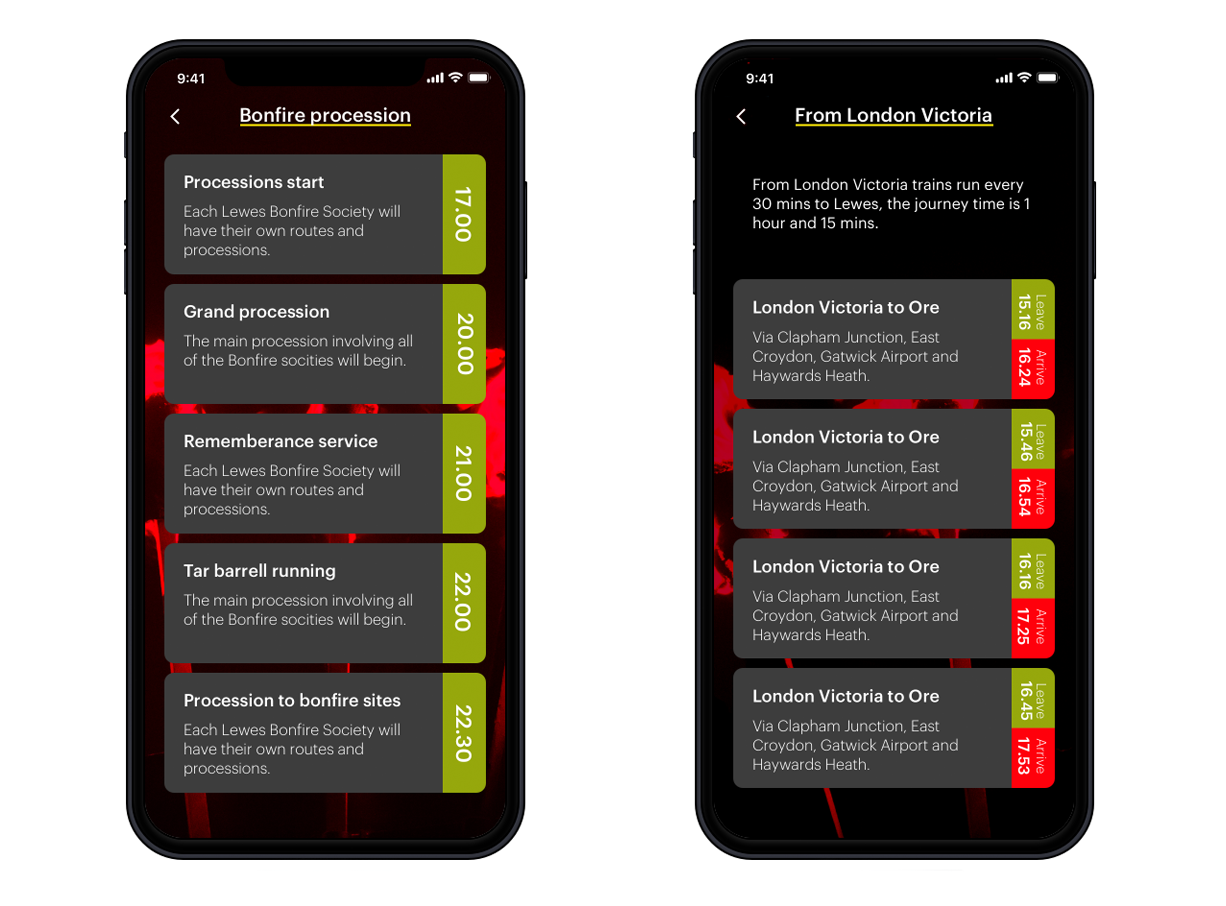 9:41
Bonfire procession
Processions start
Each Lewes Bonfire Society will
have their own routes and
processions.
17.00
Grand procession
The main procession involving all
of the Bonfire socities will begin.
20.00
Rememberance service
Each Lewes Bonfire Society will
have their own routes and
processions.
21.00
Tar barrell running
The main procession involving all
of the Bonfire socities will begin.
22.00
Procession to bonfire sites
Each Lewes Bonfire Society will
have their own routes and
processions.
22.30
9:41
From London Victoria
From London Victoria trains run every
30 mins to Lewes, the journey time is 1
hour and 15 mins.
London Victoria to Ore
Via Clapham Junction, East
Croydon, Gatwick Airport and
Haywards Heath.
Leave
15.16
Arrive
16.24
London Victoria to Ore
Via Clapham Junction, East
Croydon, Gatwick Airport and
Haywards Heath.
Leave
15.46
Arrive
16.54
London Victoria to Ore
Via Clapham Junction, East
Croydon, Gatwick Airport and
Haywards Heath.
Leave
16.16
Arrive
17.25
London Victoria to Ore
Via Clapham Junction, East
Croydon, Gatwick Airport and
Haywards Heath.
Leave
16.45
Arrive
17.53